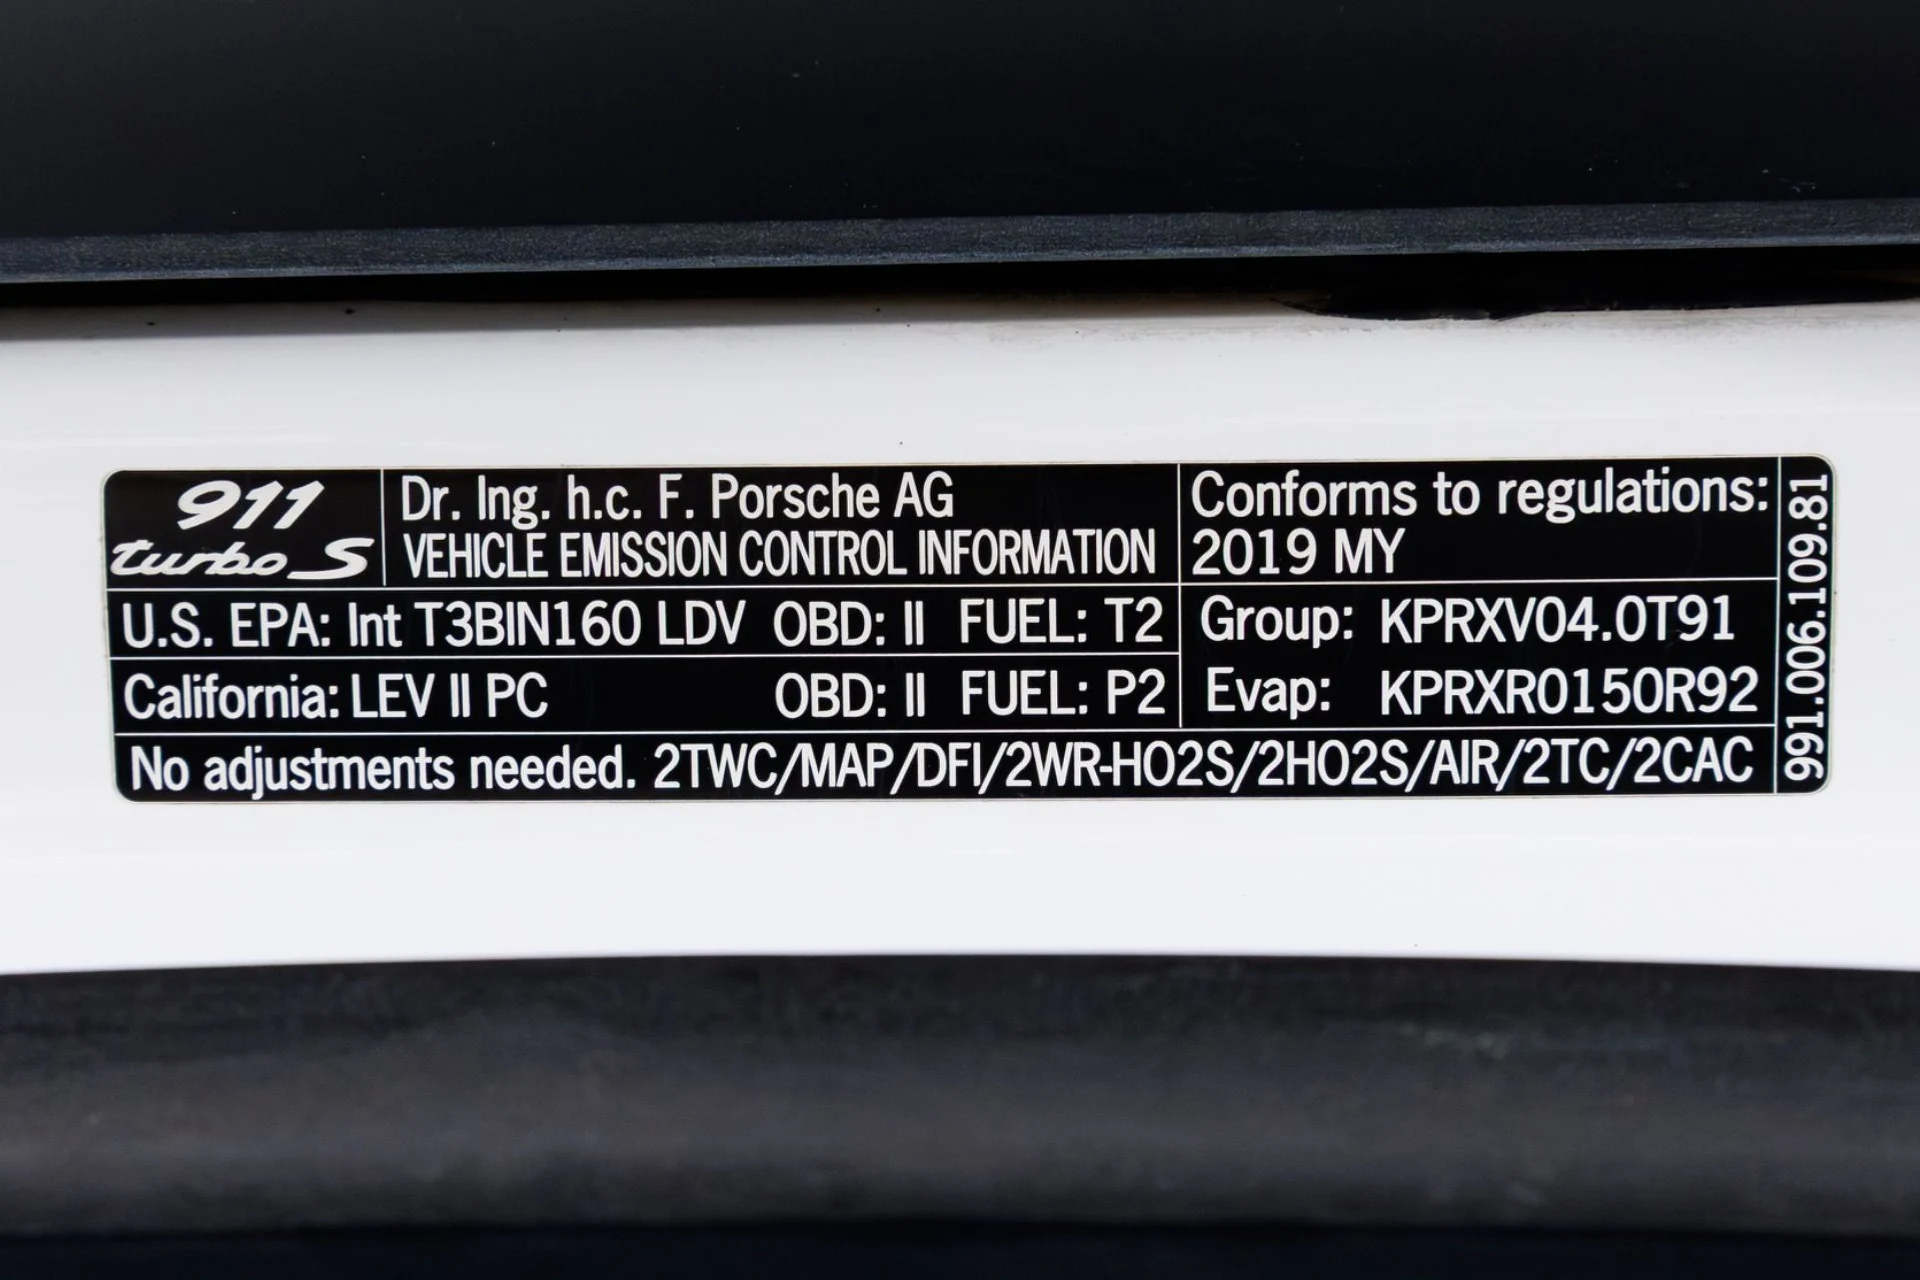 911
turbo S
Dr. Ing. h.c. F. Porsche AG
VEHICLE EMISSION CONTROL INFORMATION
Conforms to regulations:
2019 MY
U.S. EPA: Int T3BIN160 LDV OBD: II FUEL: T2
Group: KPRXV04.0T91
California: LEV II PC OBD: II FUEL: P2
Evap: KPRXR0150R92
No adjustments needed. 2TWC/MAP/DFI/2WR-HO2S/2HO2S/AIR/2TC/2CAC
991.006.109.81